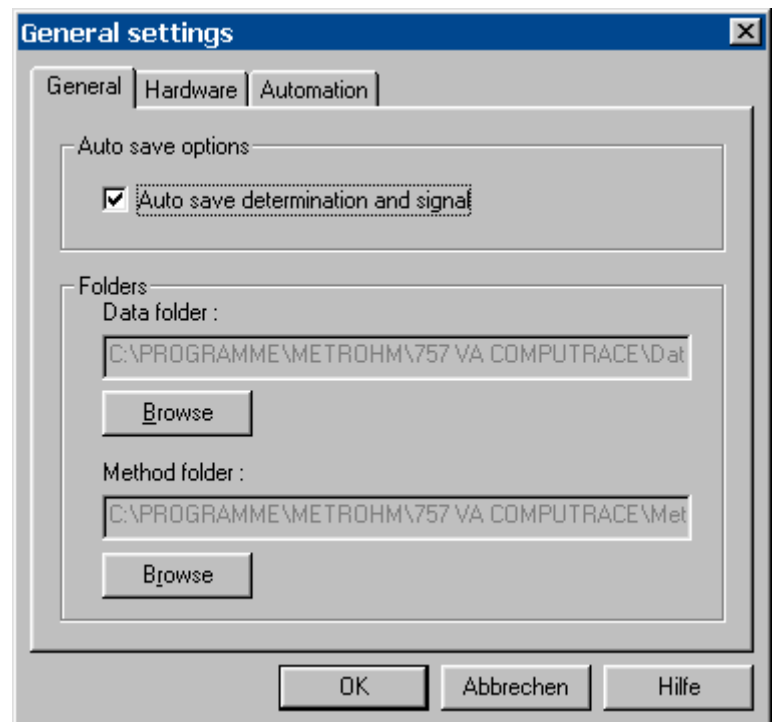 General settings
General Hardware Automation
Auto save options
Auto save determination and signal
Folders
Data folder :
C:\PROGRAMME\METROHM\757 VA COMPUTRACE\Dat
Browse
Method folder :
C:\PROGRAMME\METROHM\757 VA COMPUTRACE\Met
Browse
OK Abbrechen Hilfe